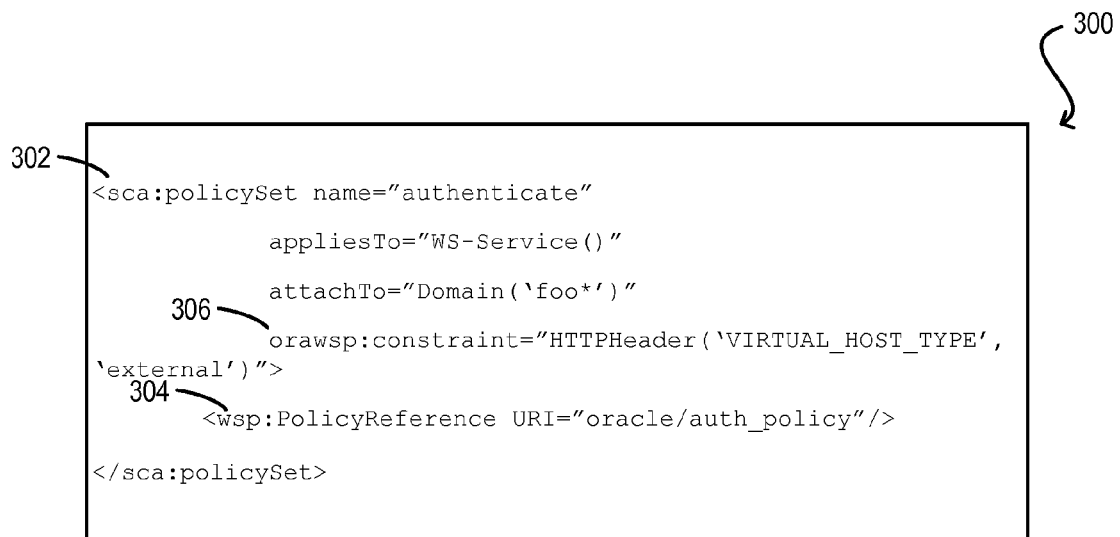 300
302
<sca:policySet name=″authenticate″
appliesTo=″WS-Service()″
attachTo=″Domain(‘foo*’)″
306
orawsp:constraint=″HTTPHeader(‘VIRTUAL_HOST_TYPE’,
‘external’)″>
304
<wsp:PolicyReference URI=″oracle/auth_policy″/>
</sca:policySet>